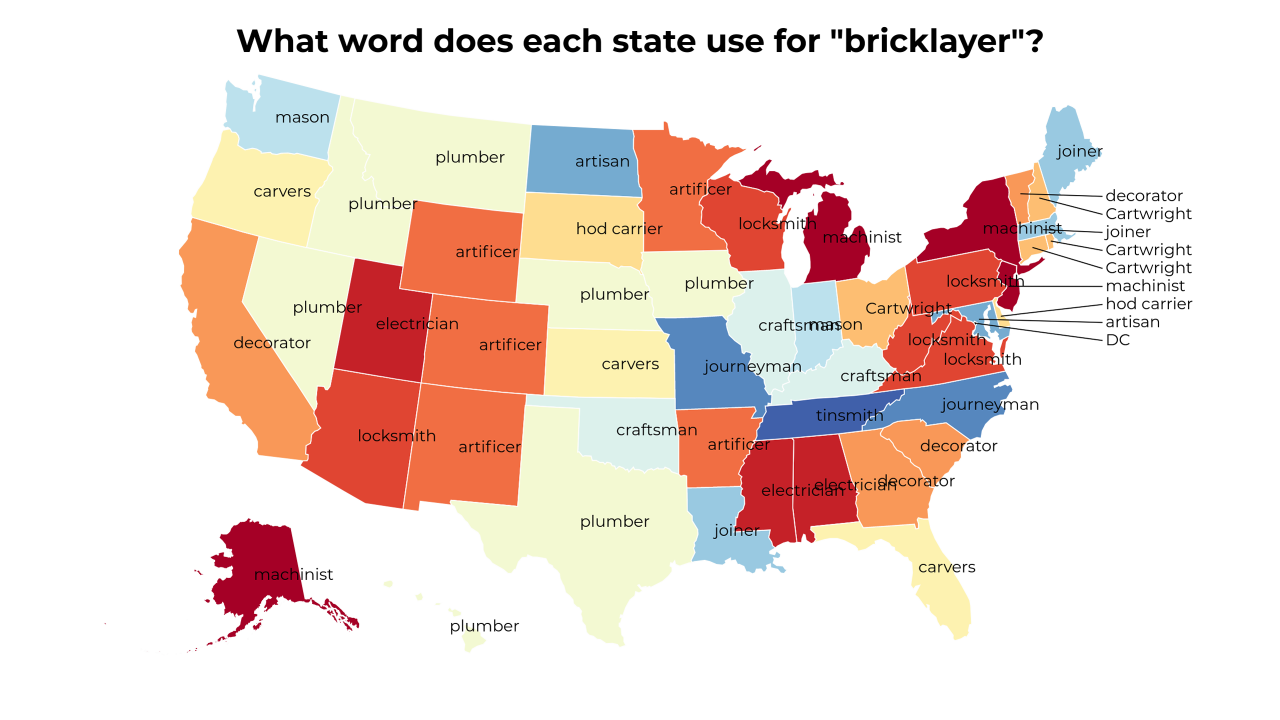 What word does each state use for "bricklayer"?
mason
joiner
plumber
artisan
carvers
artificer
decorator
plumber
Cartwright
hod carrier
locksmith
machinist
joiner
machinist
artificer
Cartwright
Cartwright
locksmith
plumber
plumber
machinist
plumber
hod carrier
Cartwright
artisan
electrician
craftsman
mason
DC
decorator
artificer
locksmith
locksmith
carvers
journeyman
craftsman
journeyman
tinsmith
craftsman
locksmith
artificer
artificer
decorator
electrician
electrician
decorator
plumber
joiner
carvers
machinist
plumber